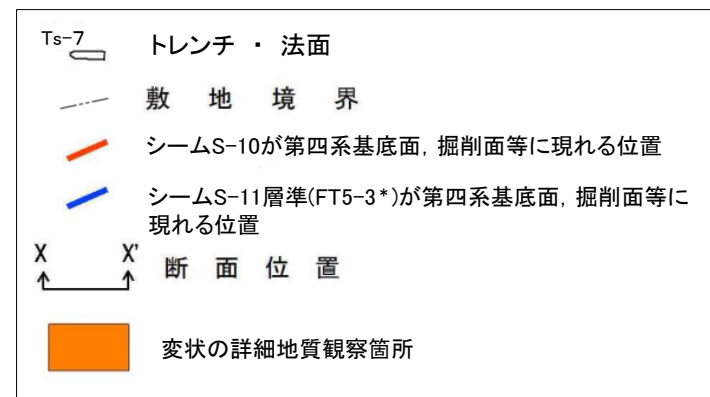 Ts-7 トレンチ ・ 法面
敷 地 境 界
シームS-10が第四系基底面，掘削面等に現れる位置
シームS-11層準(FT5-3*)が第四系基底面，掘削面等に
現れる位置
X X' 断 面 位 置
変状の詳細地質観察箇所